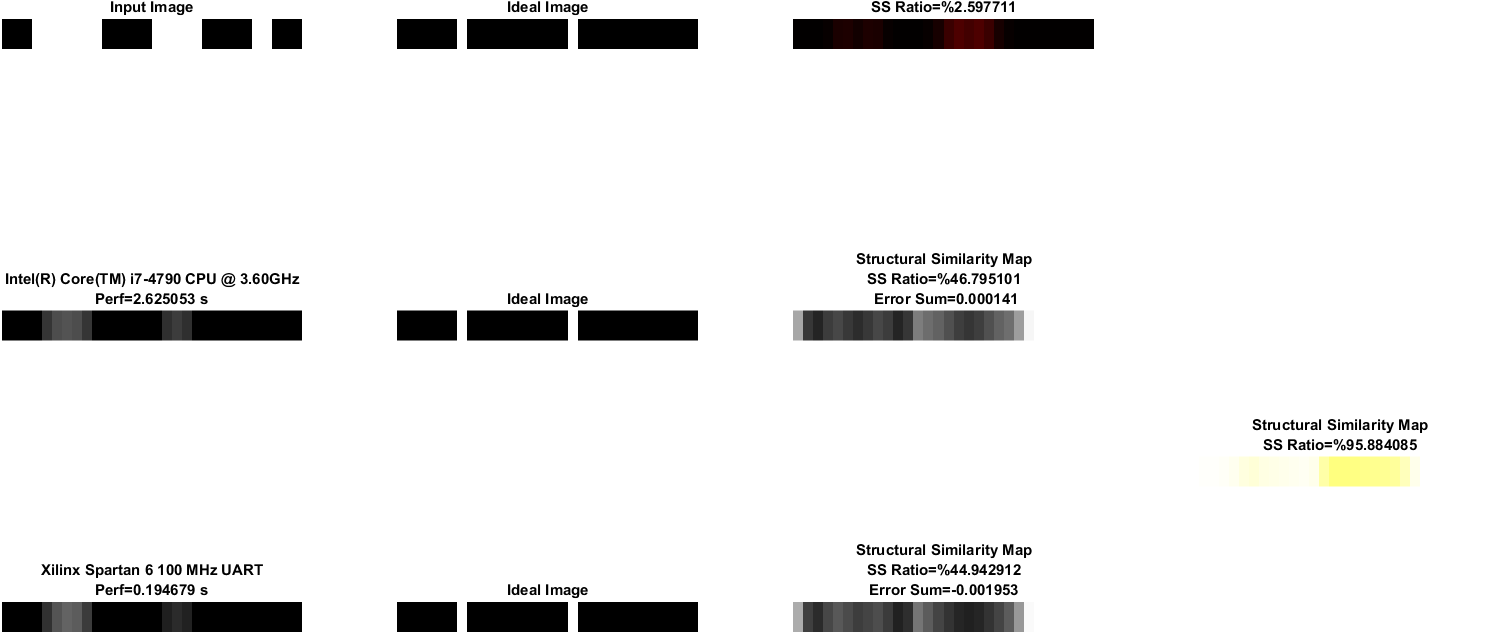 Input Image
Ideal Image
SS Ratio=%2.597711
Intel(R) Core(TM) i7-4790 CPU @ 3.60GHz
Perf=2.625053 s
Ideal Image
Structural Similarity Map
SS Ratio=%46.795101
Error Sum=0.000141
Structural Similarity Map
SS Ratio=%95.884085
Xilinx Spartan 6 100 MHz UART
Perf=0.194679 s
Ideal Image
Structural Similarity Map
SS Ratio=%44.942912
Error Sum=-0.001953